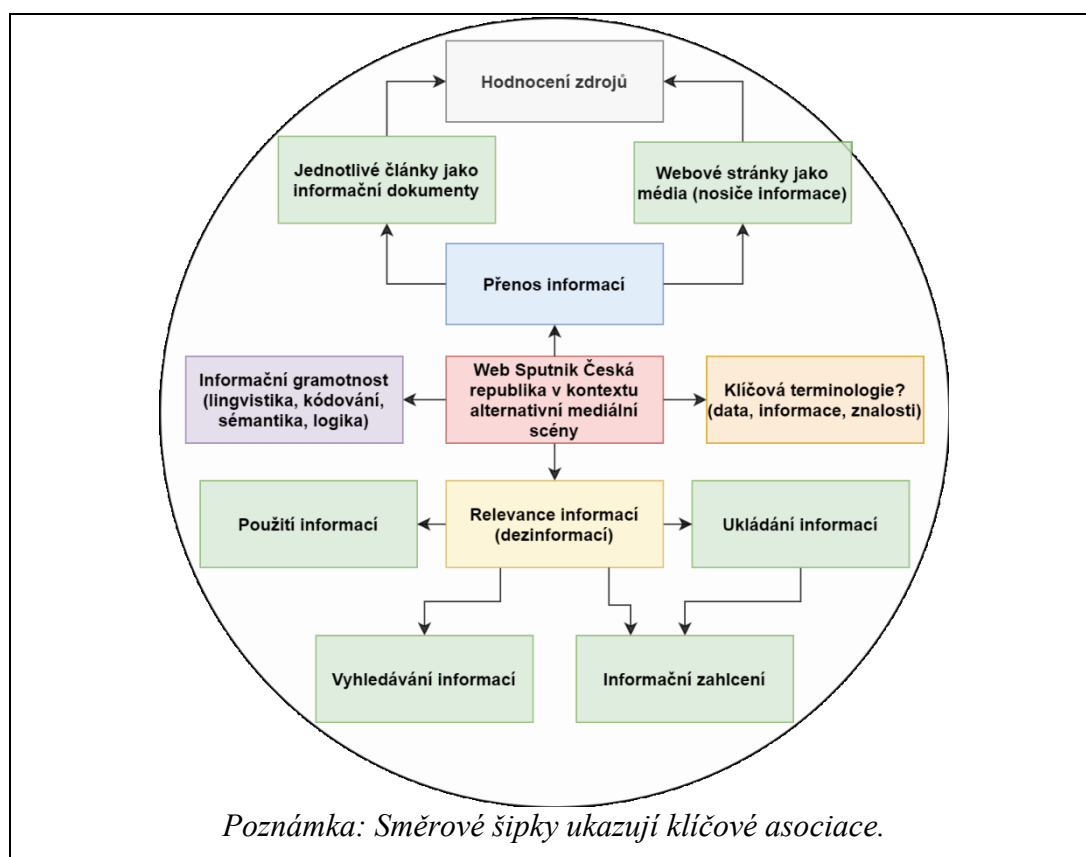 Hodnocení zdrojů
Jednotlivé články jako
informační dokumenty
Webové stránky jako
média (nosiče informace)
Přenos informací
Informační gramotnost
(lingvistika, kódování,
sémantika, logika)
Web Sputnik Česká
republika v kontextu
alternativní mediální
scény
Klíčová terminologie?
(data, informace, znalosti)
Použití informací
Relevance informací
(dezinformací)
Ukládání informací
Vyhledávání informací
Informační zahlcení
Poznámka: Směrové šipky ukazují klíčové asociace.